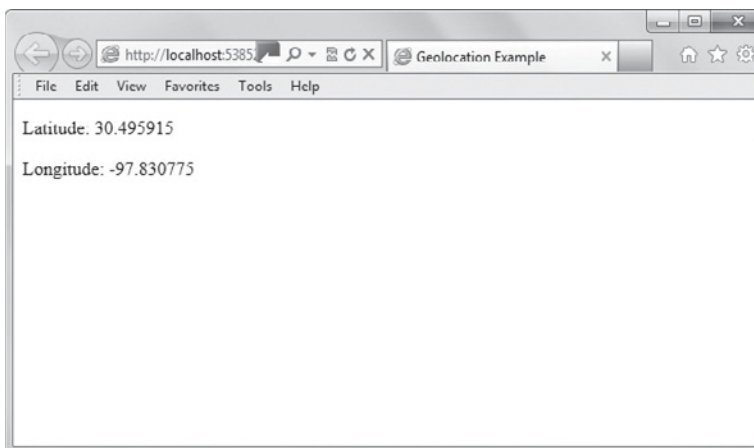 http://localhost:5385
Geolocation Example
File Edit View Favorites Tools Help
Latitude: 30.495915
Longitude: -97.830775